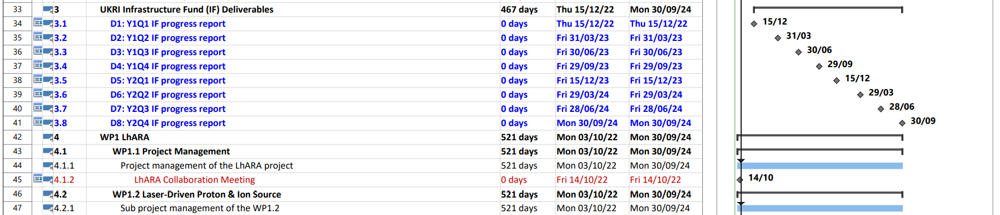 33 3 UKRI Infrastructure Fund (IF) Deliverables 467 days Thu 15/12/22 Mon 30/09/24
34 3.1 D1: Y1Q1 IF progress report 0 days Thu 15/12/22 Thu 15/12/22 15/12
35 3.2 D2: Y1Q2 IF progress report 0 days Fri 31/03/23 Fri 31/03/23 31/03
36 3.3 D3: Y1Q3 IF progress report 0 days Fri 30/06/23 Fri 30/06/23 30/06
37 3.4 D4: Y1Q4 IF progress report 0 days Fri 29/09/23 Fri 29/09/23 29/09
38 3.5 D5: Y2Q1 IF progress report 0 days Fri 15/12/23 Fri 15/12/23 15/12
39 3.6 D6: Y2Q2 IF progress report 0 days Fri 29/03/24 Fri 29/03/24 29/03
40 3.7 D7: Y2Q3 IF progress report 0 days Fri 28/06/24 Fri 28/06/24 28/06
41 3.8 D8: Y2Q4 IF progress report 0 days Mon 30/09/24 Mon 30/09/24 30/09
42 4 WP1 LhARA 521 days Mon 03/10/22 Mon 30/09/24
43 4.1 WP1.1 Project Management 521 days Mon 03/10/22 Mon 30/09/24
44 4.1.1 Project management of the LhARA project 521 days Mon 03/10/22 Mon 30/09/24
45 4.1.2 LhARA Collaboration Meeting 0 days Fri 14/10/22 Fri 14/10/22 14/10
46 4.2 WP1.2 Laser-Driven Proton & Ion Source 521 days Mon 03/10/22 Mon 30/09/24
47 4.2.1 Sub project management of the WP1.2 521 days Mon 03/10/22 Mon 30/09/24